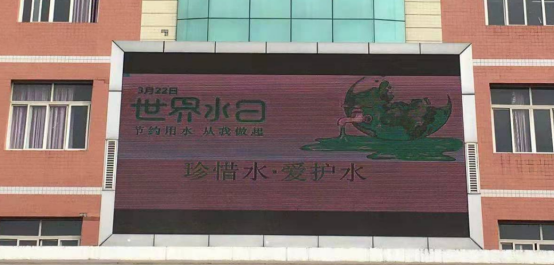 3月22日
世界水日
节约用水 从我做起
珍惜水·爱护水